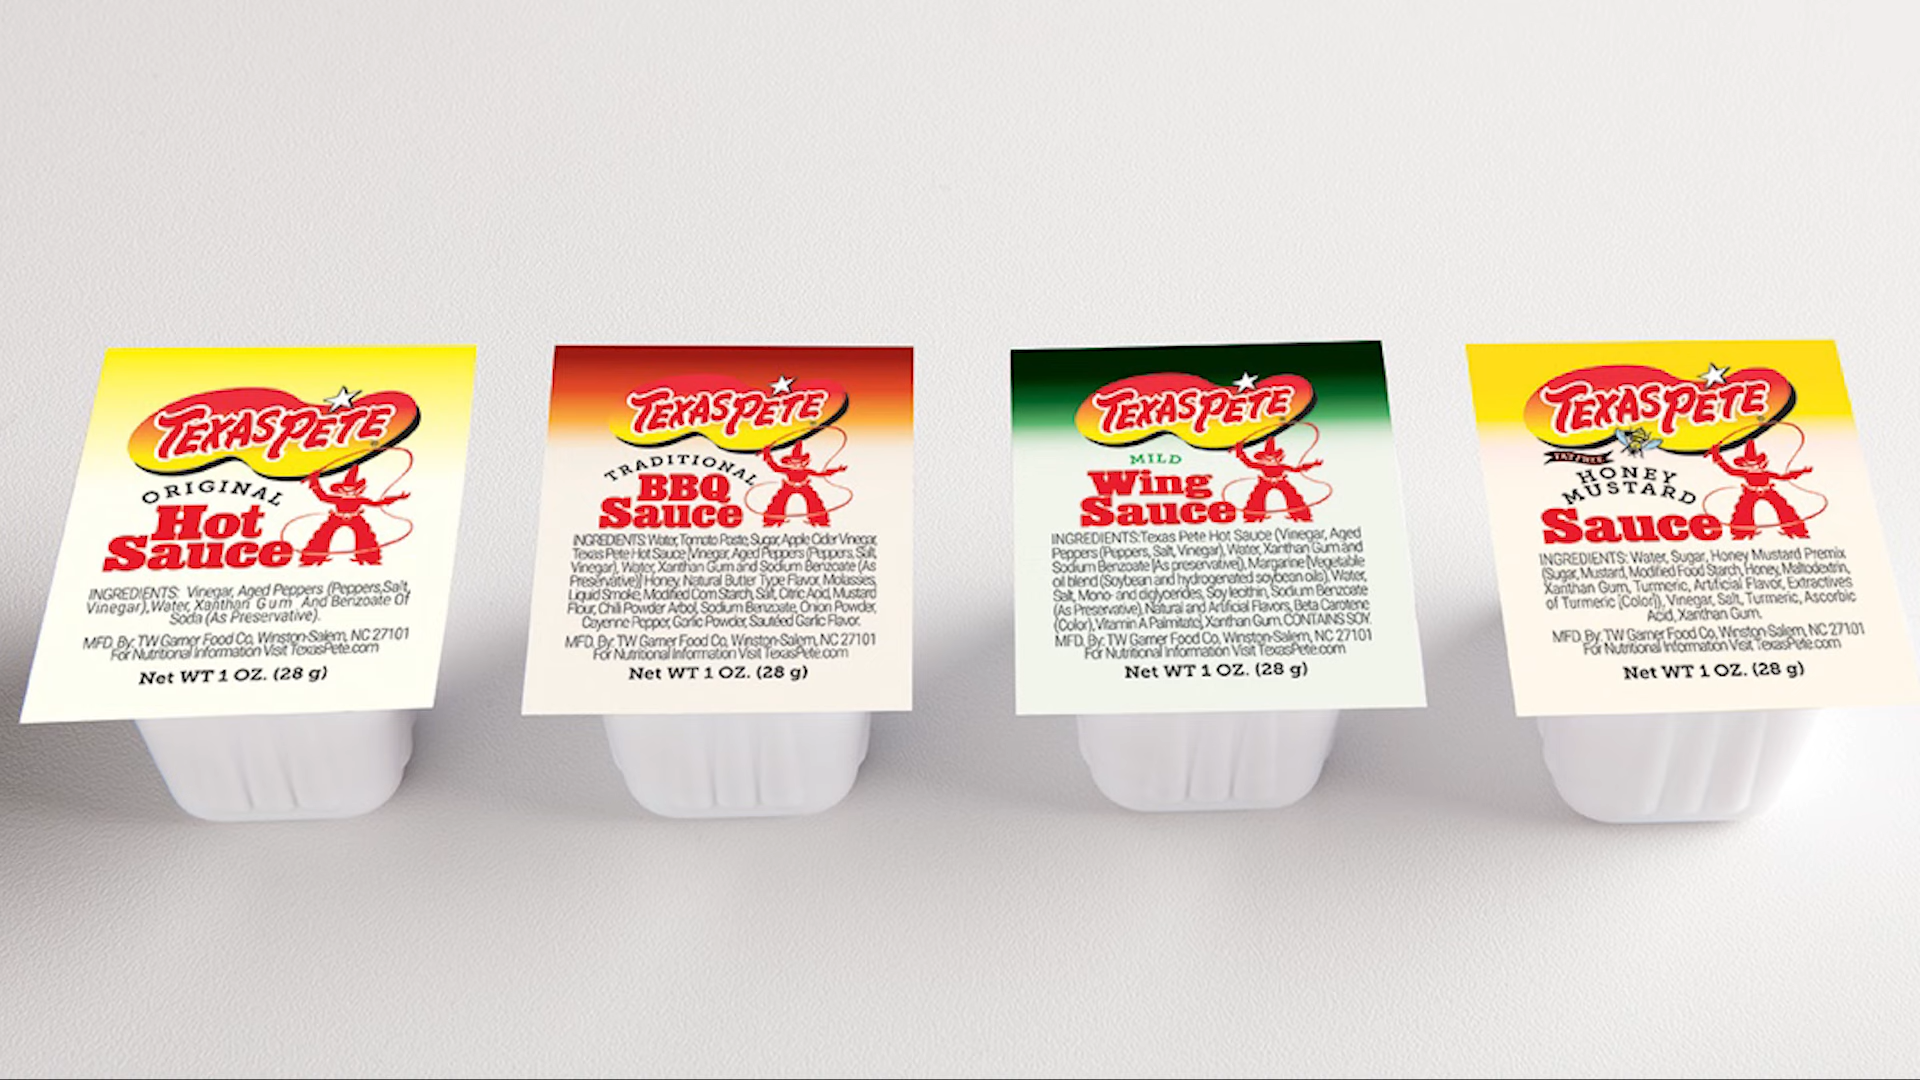 TEXAS PETE
ORIGINAL
Hot
Sauce
INGREDIENTS: Vinegar, Aged Peppers (Peppers,Salt,
Vinegar),Water, Xanthan Gum And Benzoate Of
Soda (As Preservative).
MFD. By: TW Garner Food Co, Winston-Salem, NC 27101
For Nutritional Information Visit TexasPete.com
Net WT 1 OZ. (28 g)
TEXAS PETE
TRADITIONAL
BBQ
Sauce
INGREDIENTS: Water, Tomato Paste, Sugar, Apple Cider Vinegar,
Texas Pete Hot Sauce [Vinegar, Aged Peppers (Peppers, Salt,
Vinegar), Water, Xanthan Gum and Sodium Benzoate (As
Preservative)] Honey, Natural Butter Type Flavor, Molasses,
Liquid Smoke, Modified Corn Starch, Salt, Citric Acid, Mustard
Flour, Chili Powder Arbol, Sodium Benzoate, Onion Powder,
Cayenne Pepper, Garlic Powder, Sautéed Garlic Flavor.
MFD. By: TW Garner Food Co, Winston-Salem, NC 27101
For Nutritional Information Visit TexasPete.com
Net WT 1 OZ. (28 g)
TEXAS PETE
MILD
Wing
Sauce
INGREDIENTS:Texas Pete Hot Sauce (Vinegar, Aged
Peppers (Peppers, Salt, Vinegar), Water, Xanthan Gum and
Sodium Benzoate [As preservative]), Margarine [Vegetable
oil blend (Soybean and hydrogenated soybean oils), Water,
Salt, Mono- and diglycerides, Soy lecithin, Sodium Benzoate
(As Preservative), Natural and Artificial Flavors, Beta Carotene
(Color), Vitamin A Palmitate], Xanthan Gum. CONTAINS SOY.
MFD. By: TW Garner Food Co, Winston-Salem, NC 27101
For Nutritional Information Visit TexasPete.com
Net WT 1 OZ. (28 g)
TEXAS PETE
FAT FREE
HONEY
MUSTARD
Sauce
INGREDIENTS: Water, Sugar, Honey Mustard Premix
(Sugar, Mustard, Modified Food Starch, Honey, Maltodextrin,
Xanthan Gum, Turmeric, Artificial Flavor, Extractives
of Turmeric [Color]), Vinegar, Salt, Turmeric, Ascorbic
Acid, Xanthan Gum.
MFD. By: TW Garner Food Co, Winston-Salem, NC 27101
For Nutritional Information Visit TexasPete.com
Net WT 1 OZ. (28 g)